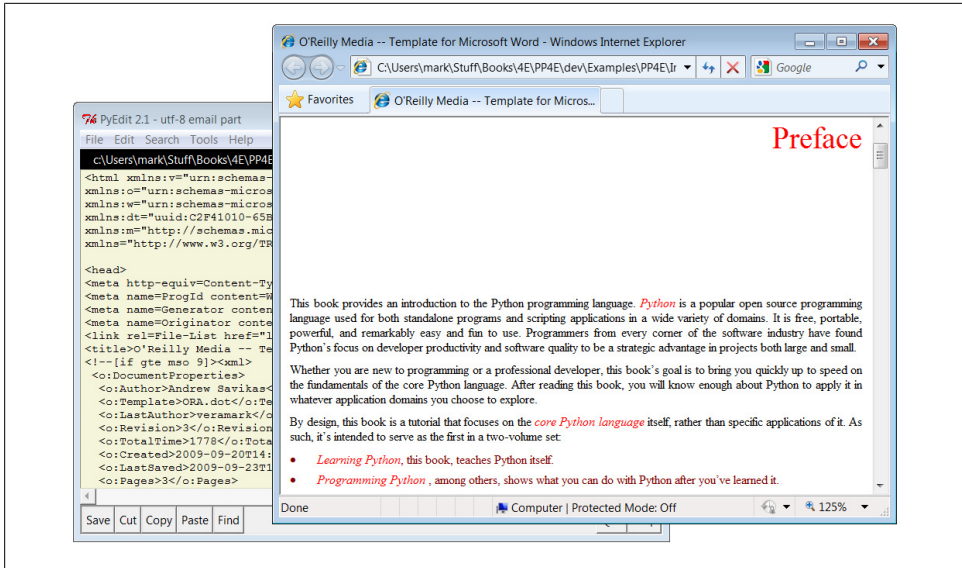 O'Reilly Media -- Template for Microsoft Word - Windows Internet Explorer
C:\Users\mark\Stuff\Books\4E\PP4E\dev\Examples\PP4E\Ir
Google
Favorites
O'Reilly Media -- Template for Micros...
Preface
This book provides an introduction to the Python programming language. Python is a popular open source programming
language used for both standalone programs and scripting applications in a wide variety of domains. It is free, portable,
powerful, and remarkably easy and fun to use. Programmers from every corner of the software industry have found
Python's focus on developer productivity and software quality to be a strategic advantage in projects both large and small.
Whether you are new to programming or a professional developer, this book's goal is to bring you quickly up to speed on
the fundamentals of the core Python language. After reading this book, you will know enough about Python to apply it in
whatever application domains you choose to explore.
By design, this book is a tutorial that focuses on the core Python language itself, rather than specific applications of it. As
such, it's intended to serve as the first in a two-volume set:
• Learning Python, this book, teaches Python itself.
• Programming Python , among others, shows what you can do with Python after you've learned it.
Done
Computer | Protected Mode: Off
125%
PyEdit 2.1 - utf-8 email part
File Edit Search Tools Help
c:\Users\mark\Stuff\Books\4E\PP4E
<html xmlns:v="urn:schemas-
xmlns:o="urn:schemas-micros
xmlns:w="urn:schemas-micros
xmlns:dt="uuid:C2F41010-65B
xmlns:m="http://schemas.mic
xmlns="http://www.w3.org/TR
<head>
<meta http-equiv=Content-Ty
<meta name=ProgId content=W
<meta name=Generator conten
<meta name=Originator conte
<link rel=File-List href="l
<title>O'Reilly Media -- Te
<!--[if gte mso 9]><xml>
<o:DocumentProperties>
<o:Author>Andrew Savikas<
<o:Template>ORA.dot</o:Te
<o:LastAuthor>veramark</o
<o:Revision>3</o:Revision
<o:TotalTime>1778</o:Tota
<o:Created>2009-09-20T14:
<o:LastSaved>2009-09-23T1
<o:Pages>3</o:Pages>
Save Cut Copy Paste Find